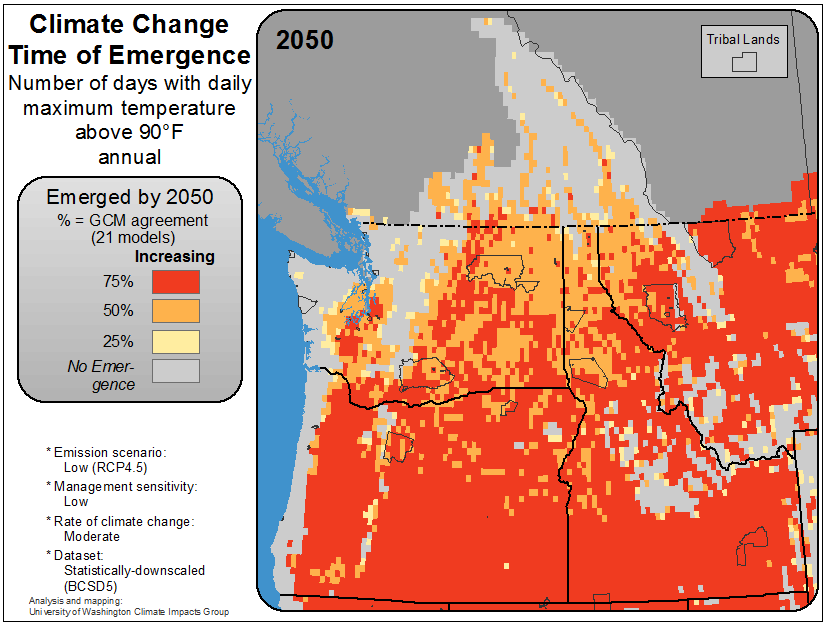 Climate Change
Time of Emergence
Number of days with daily
maximum temperature
above 90°F
annual
Emerged by 2050
% = GCM agreement
(21 models)
Increasing
75%
50%
25%
No Emer-
gence
* Emission scenario:
Low (RCP4.5)
* Management sensitivity:
Low
* Rate of climate change:
Moderate
* Dataset:
Statistically-downscaled
(BCSD5)
Analysis and mapping:
University of Washington Climate Impacts Group
2050
Tribal Lands